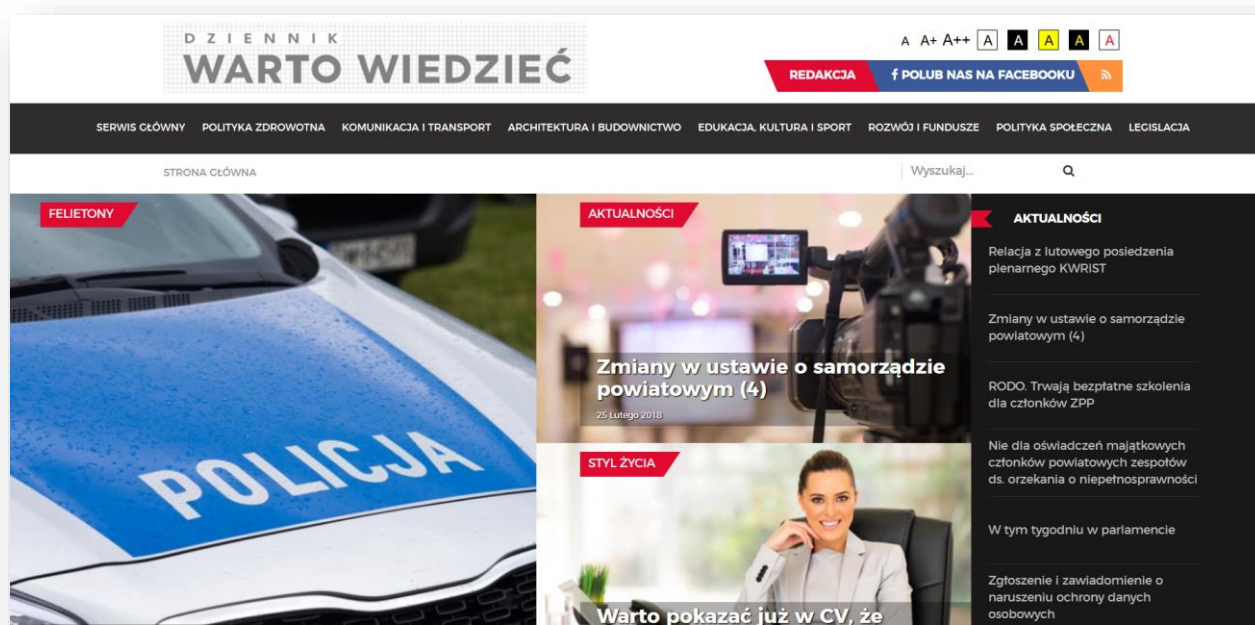 DZIENNIK
WARTO WIEDZIEĆ
A A+ A++ A A A A A
REDAKCJA
f POLUB NAS NA FACEBOOKU
SERWIS GŁÓWNY POLITYKA ZDROWOTNA KOMUNIKACJA I TRANSPORT ARCHITEKTURA I BUDOWNICTWO EDUKACJA, KULTURA I SPORT ROZWÓJ I FUNDUSZE POLITYKA SPOŁECZNA LEGISLACJA
STRONA GŁÓWNA
Wyszukaj...
FELIETONY
POLICJA
AKTUALNOŚCI
Zmiany w ustawie o samorządzie
powiatowym (4)
25 Lutego 2018
STYL ŻYCIA
Warto pokazać już w CV, że
AKTUALNOŚCI
Relacja z lutowego posiedzenia
plenarnego KWRiST
Zmiany w ustawie o samorządzie
powiatowym (4)
RODO. Trwają bezpłatne szkolenia
dla członków ZPP
Nie dla oświadczeń majątkowych
członków powiatowych zespołów
ds. orzekania o niepełnosprawności
W tym tygodniu w parlamencie
Zgłoszenie i zawiadomienie o
naruszeniu ochrony danych
osobowych